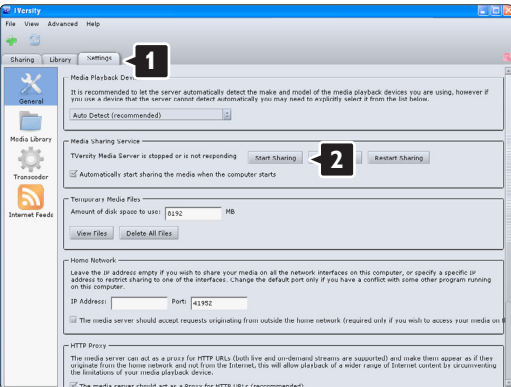 TVersity
File View Advanced Help
Sharing Library Settings
1
General
Media Library
Transcoder
Internet Feeds
Media Playback
It is recommended to let the server automatically detect the make and model of the media playback devices you are using, however if
you use a device that the server cannot detect automatically you may need to explicitly select it from the list below.
Auto Detect (recommended)
Media Sharing Service
TVersity Media Server is stopped or is not responding Start Sharing 2 Restart Sharing
Automatically start sharing the media when the computer starts
Temporary Media Files
Amount of disk space to use: 8192 MB
View Files Delete All Files
Home Network
Leave the IP address empty if you wish to share your media on all the network interfaces on this computer, or specify a specific IP
address to restrict sharing to one of the interfaces. Change the default port only if you have a conflict with some other program running
on this computer.
IP Address: Port: 41952
The media server should accept requests originating from outside the home network (required only if you wish to access your media on
HTTP Proxy
The media server can act as a proxy for HTTP URLs (both live and on-demand streams are supported) and make them appear as if they
originate from the home network and not from the Internet, this will allow playback of a wider range of Internet content by circumventing
the limitations of your media playback device.
The media server should act as a Proxy for HTTP URLs (recommended)